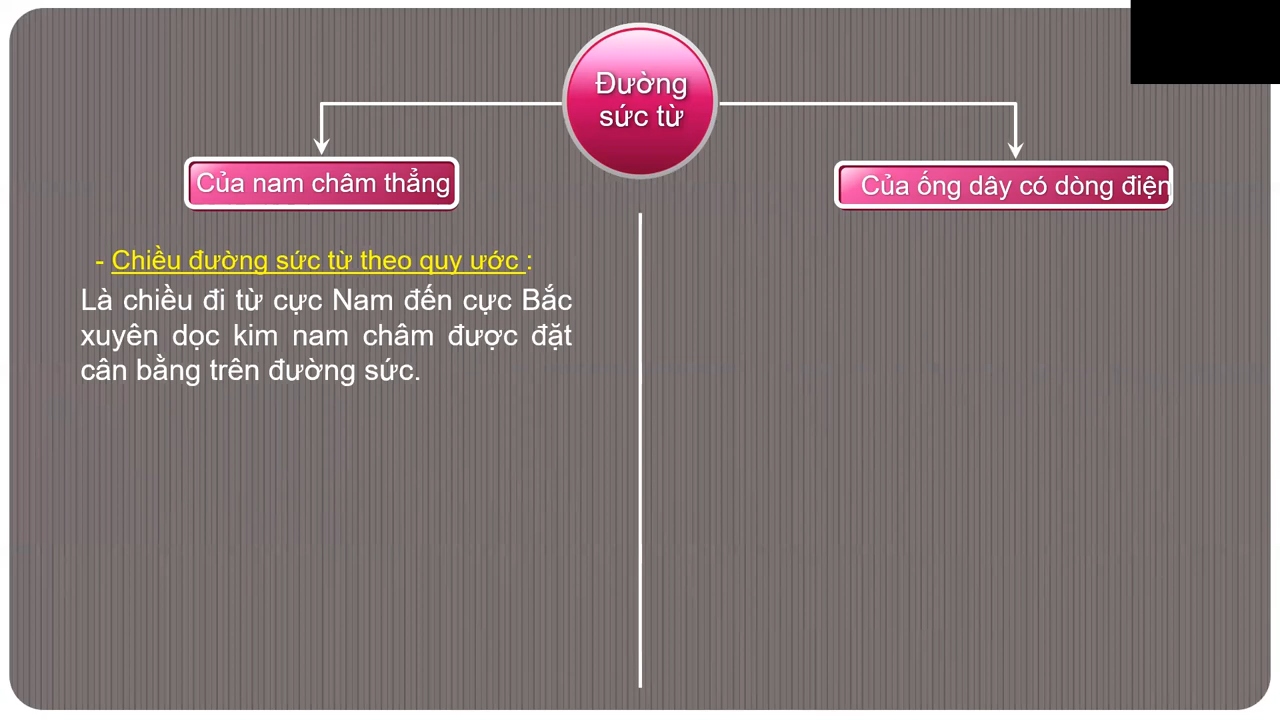 Đường
sức từ
Của nam châm thẳng
Của ống dây có dòng điện
- Chiều đường sức từ theo quy ước :
Là chiều đi từ cực Nam đến cực Bắc
xuyên dọc kim nam châm được đặt
cân bằng trên đường sức.